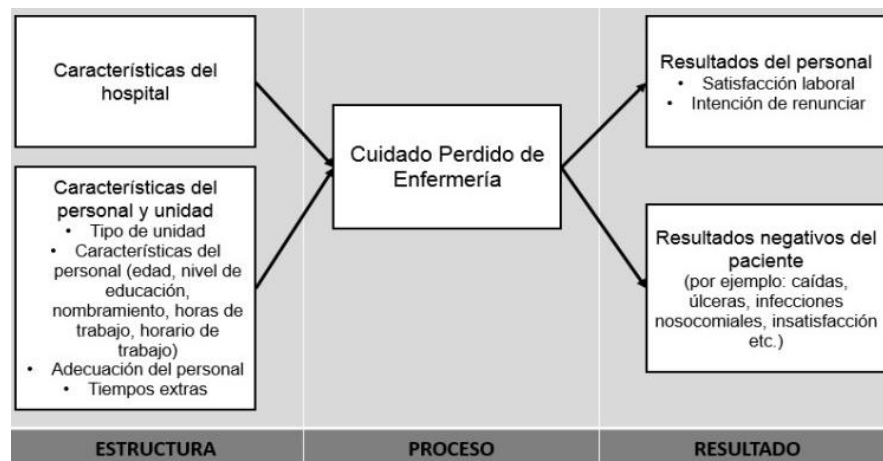 Características del
hospital
Características del
personal y unidad
• Tipo de unidad
• Características del
personal (edad, nivel de
educación,
nombramiento, horas de
trabajo, horario de
trabajo)
• Adecuación del personal
• Tiempos extras
Cuidado Perdido de
Enfermería
Resultados del personal
• Satisfacción laboral
• Intención de renunciar
Resultados negativos del
paciente
(por ejemplo: caídas,
úlceras, infecciones
nosocomiales, insatisfacción
etc.)
ESTRUCTURA
PROCESO
RESULTADO